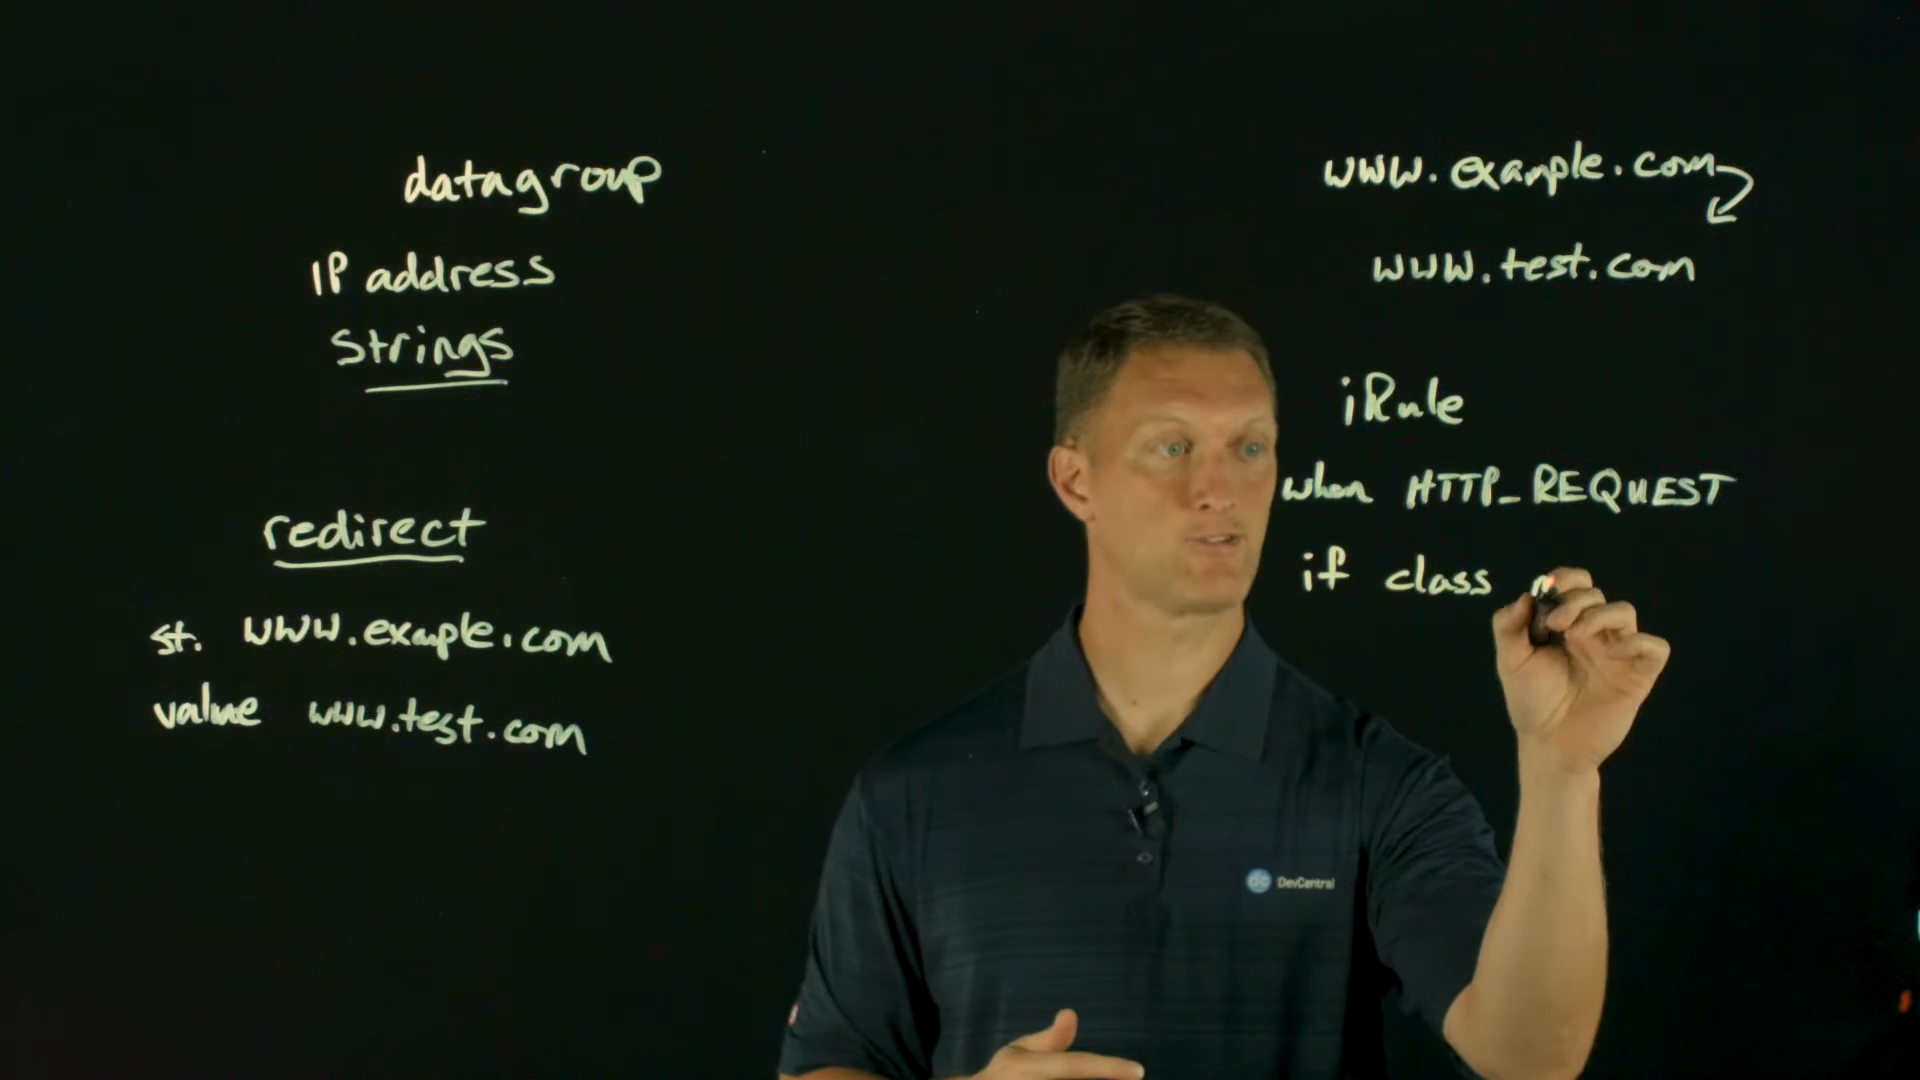 datagroup
IP address
strings
redirect
st. www.example.com
value www.test.com
www.example.com
www.test.com
iRule
when HTTP_REQUEST
if class
DC DevCentral